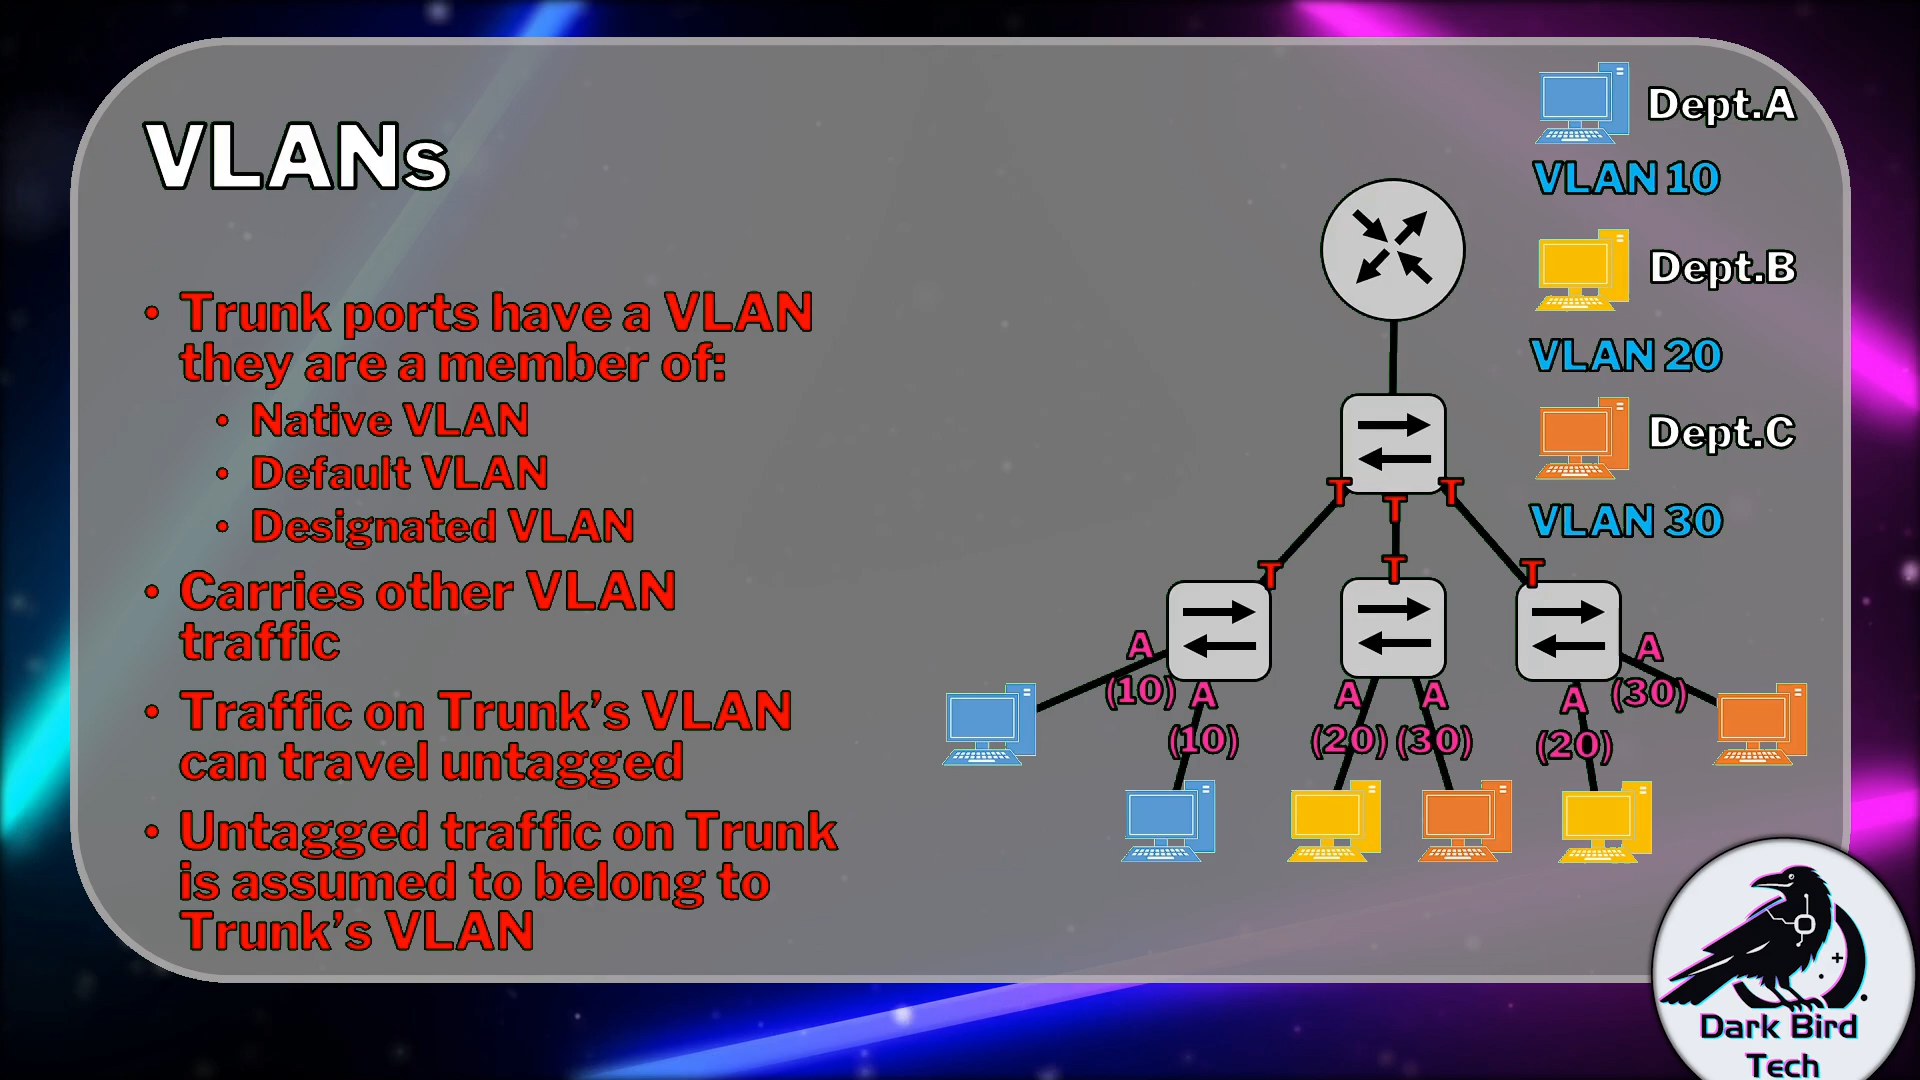 VLANs
• Trunk ports have a VLAN
they are a member of:
• Native VLAN
• Default VLAN
• Designated VLAN
• Carries other VLAN
traffic
• Traffic on Trunk’s VLAN
can travel untagged
• Untagged traffic on Trunk
is assumed to belong to
Trunk’s VLAN
Dept.A
VLAN 10
Dept.B
VLAN 20
Dept.C
VLAN 30
T T T
T T T
A A
(10) A A A A (30)
(10) (20) (30) (20)
Dark Bird
Tech